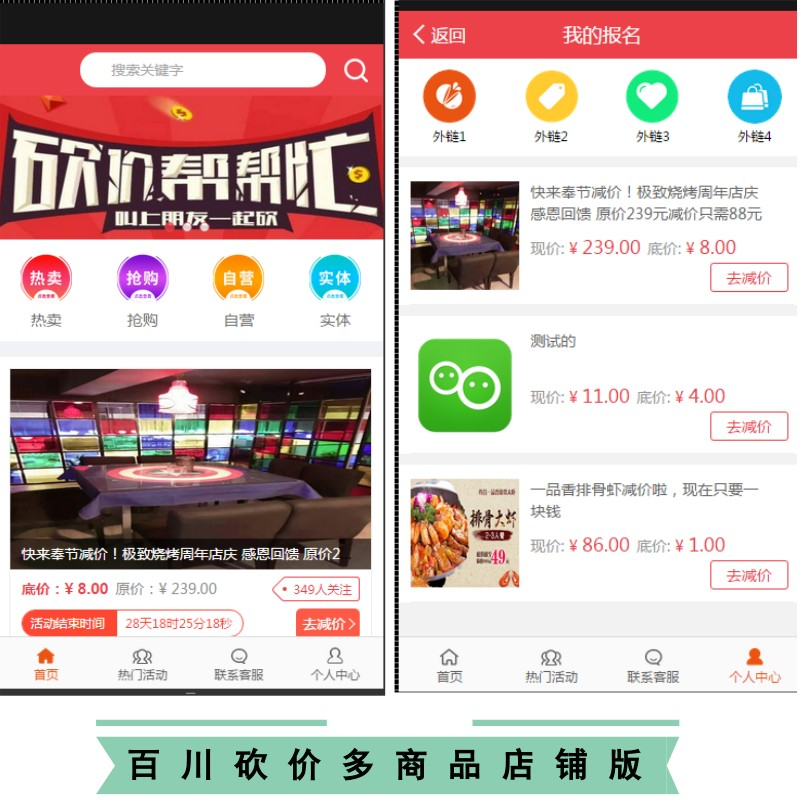 搜索关键字
砍价帮帮忙
叫上朋友一起砍
热卖
抢购
自营
实体
热卖
抢购
自营
实体
快来奉节减价！极致烧烤周年店庆 感恩回馈 原价2
底价：¥ 8.00 原价：¥ 239.00
349人关注
活动结束时间
28天18时25分18秒
去减价
首页
热门活动
联系客服
个人中心
返回
我的报名
外链1
外链2
外链3
外链4
快来奉节减价！极致烧烤周年店庆
感恩回馈 原价239元减价只需88元
现价: ¥ 239.00 底价: ¥ 8.00
去减价
测试的
现价: ¥ 11.00 底价: ¥ 4.00
去减价
排骨大虾
2-3人餐
49
一品香排骨虾减价啦，现在只要一
块钱
现价: ¥ 86.00 底价: ¥ 1.00
去减价
首页
热门活动
联系客服
个人中心
百川砍价多商品店铺版